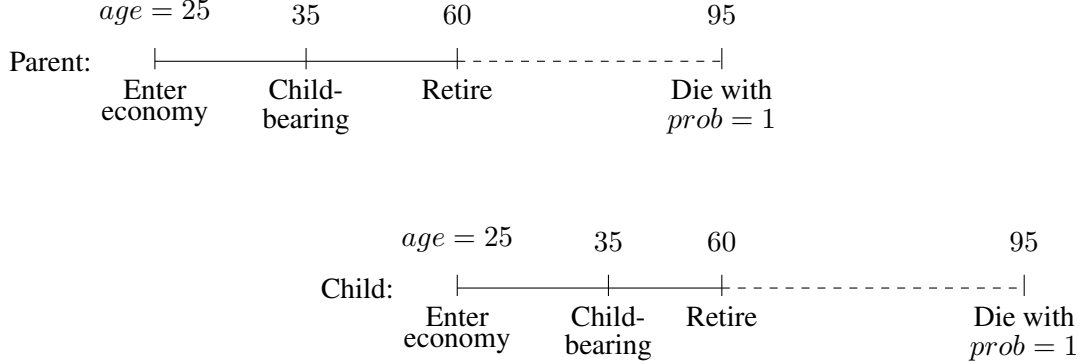 age = 25 35 60 95
Parent:
Enter Child- Retire Die with
economy bearing prob = 1
age = 25 35 60 95
Child:
Enter Child- Retire Die with
economy bearing prob = 1